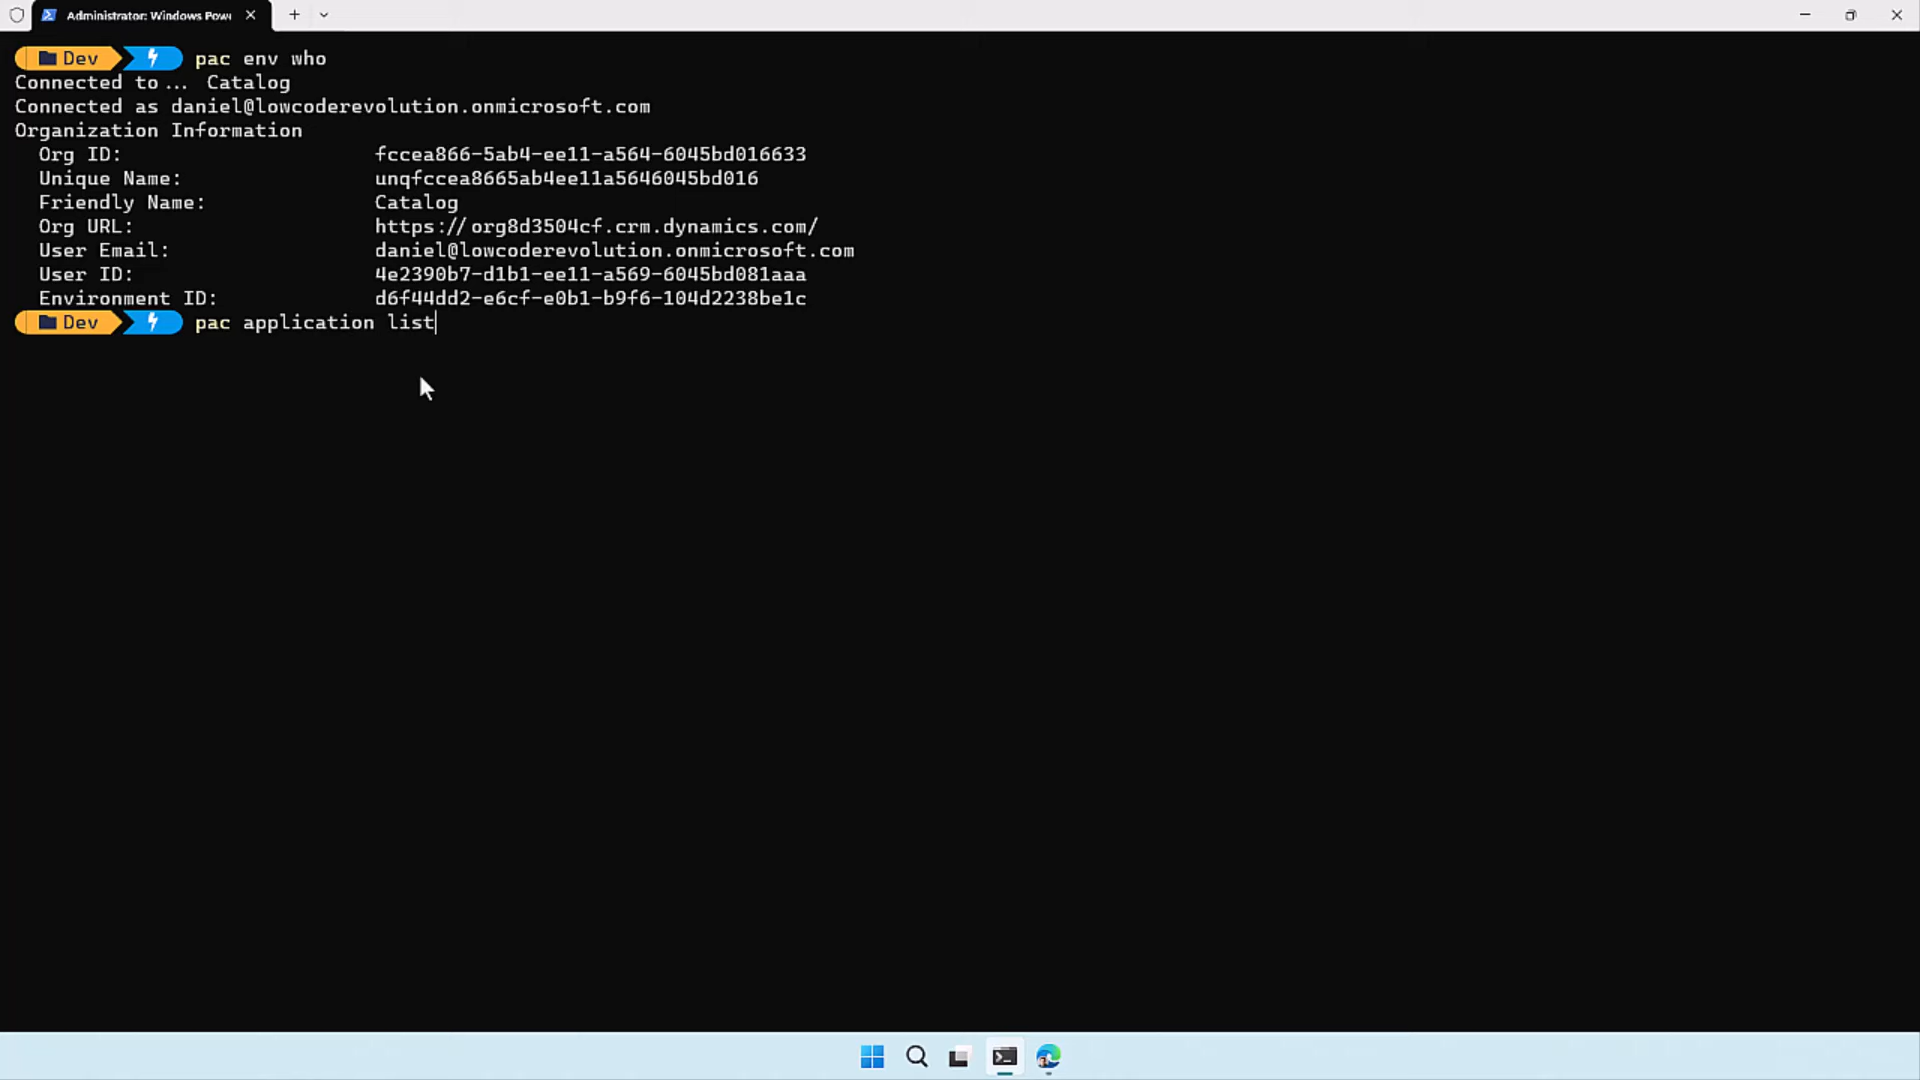 Administrator: Windows Pow
Dev pac env who
Connected to... Catalog
Connected as daniel@lowcoderevolution.onmicrosoft.com
Organization Information
Org ID: fccea866-5ab4-ee11-a564-6045bd016633
Unique Name: unqfccea8665ab4ee11a5646045bd016
Friendly Name: Catalog
Org URL: https://org8d3504cf.crm.dynamics.com/
User Email: daniel@lowcoderevolution.onmicrosoft.com
User ID: 4e2390b7-d1b1-ee11-a569-6045bd081aaa
Environment ID: d6f44dd2-e6cf-e0b1-b9f6-104d2238be1c
Dev pac application list